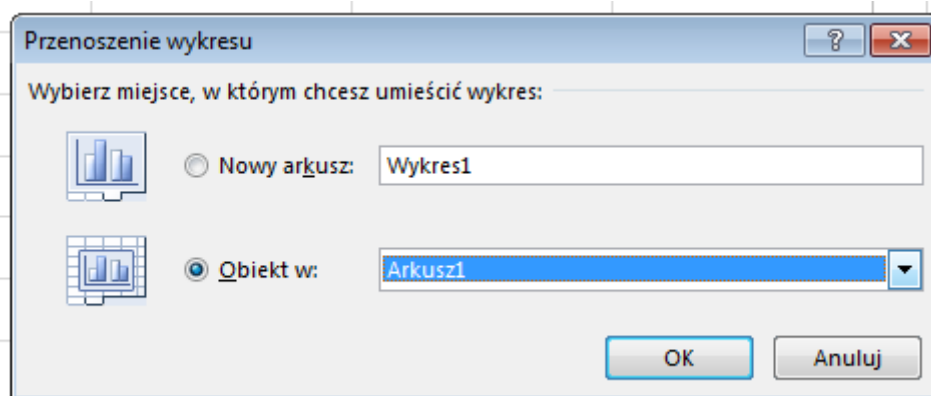 Przenoszenie wykresu
Wybierz miejsce, w którym chcesz umieścić wykres:
Nowy arkusz: Wykres1
Obiekt w: Arkusz1
OK Anuluj